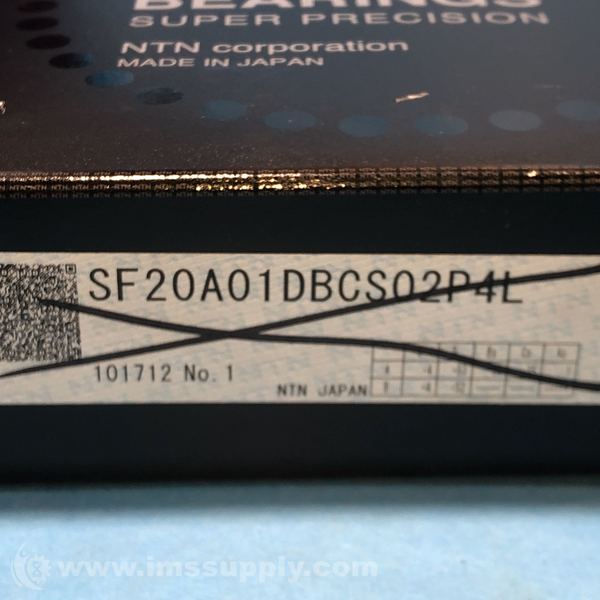 BEARINGS
SUPER PRECISION
NTN corporation
MADE IN JAPAN
SF20A01DBCS02P4L
101712 No.1
NTN JAPAN
www.imssupply.com